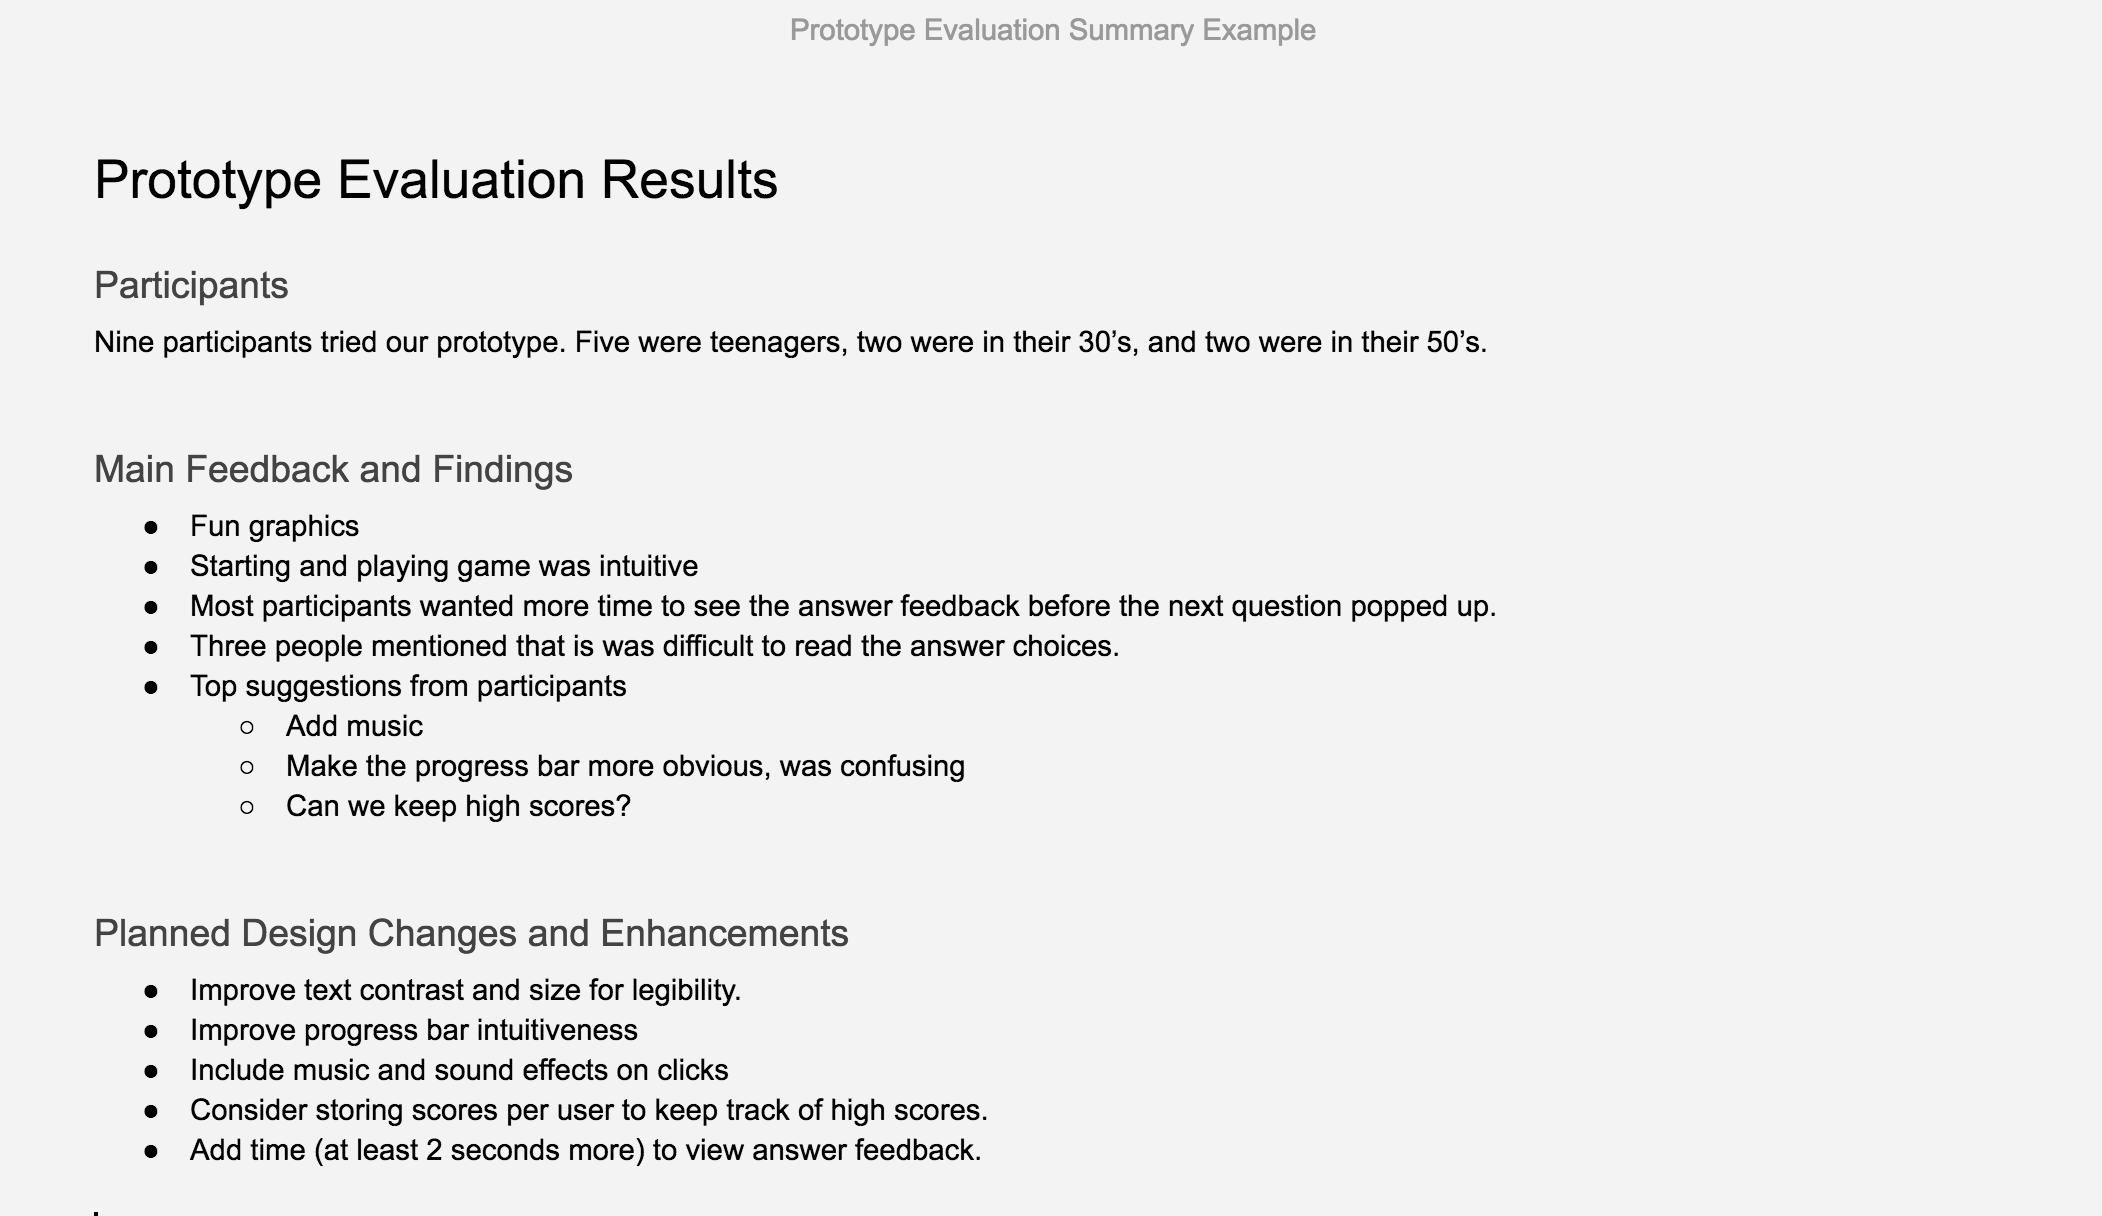 Prototype Evaluation Summary Example
Prototype Evaluation Results
Participants
Nine participants tried our prototype. Five were teenagers, two were in their 30’s, and two were in their 50’s.
Main Feedback and Findings
● Fun graphics
● Starting and playing game was intuitive
● Most participants wanted more time to see the answer feedback before the next question popped up.
● Three people mentioned that is was difficult to read the answer choices.
● Top suggestions from participants
○ Add music
○ Make the progress bar more obvious, was confusing
○ Can we keep high scores?
Planned Design Changes and Enhancements
● Improve text contrast and size for legibility.
● Improve progress bar intuitiveness
● Include music and sound effects on clicks
● Consider storing scores per user to keep track of high scores.
● Add time (at least 2 seconds more) to view answer feedback.